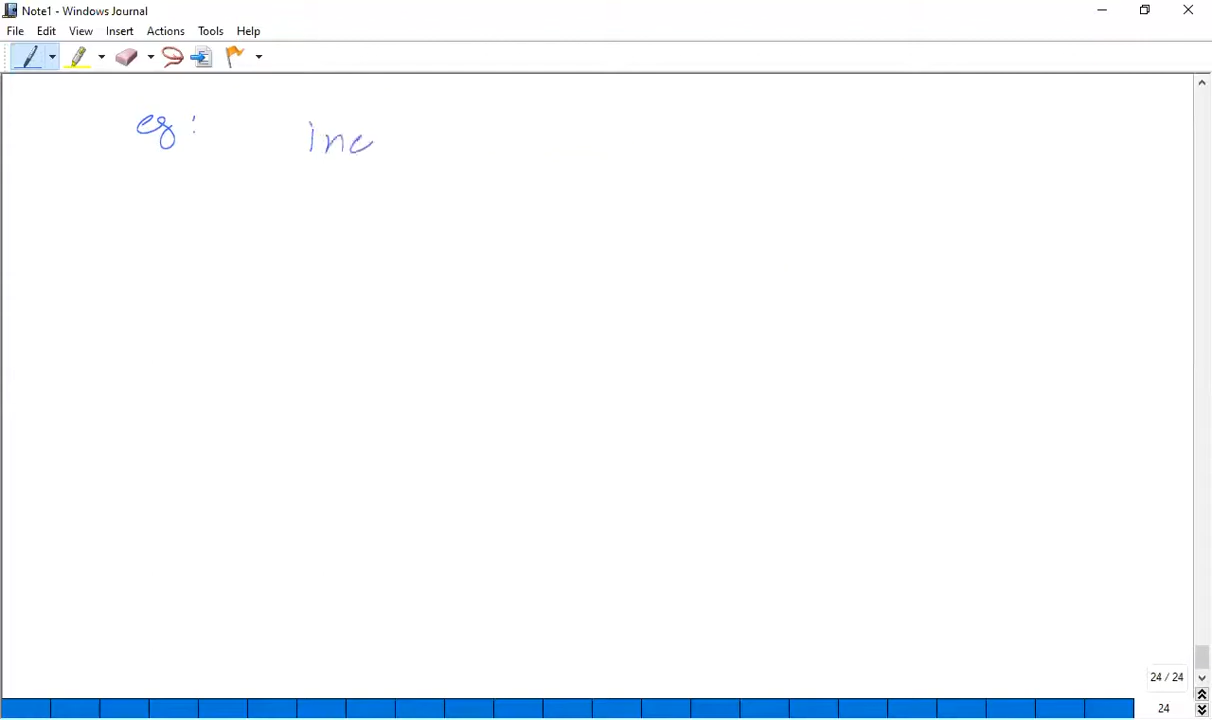 Note1 - Windows Journal
File Edit View Insert Actions Tools Help
eg: inc
24 / 24
24